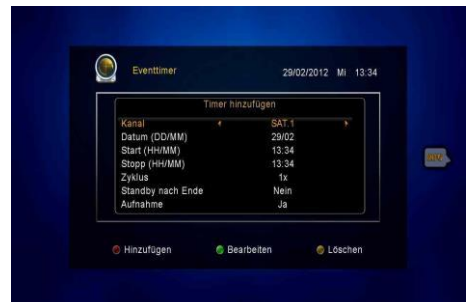 Eventtimer 29/02/2012 Mi 13:34
Timer hinzufügen
Kanal SAT.1
Datum (DD/MM) 29/02
Start (HH/MM) 13:34
Stopp (HH/MM) 13:34
Zyklus 1x
Standby nach Ende Nein
Aufnahme Ja
Hinzufügen Bearbeiten Löschen